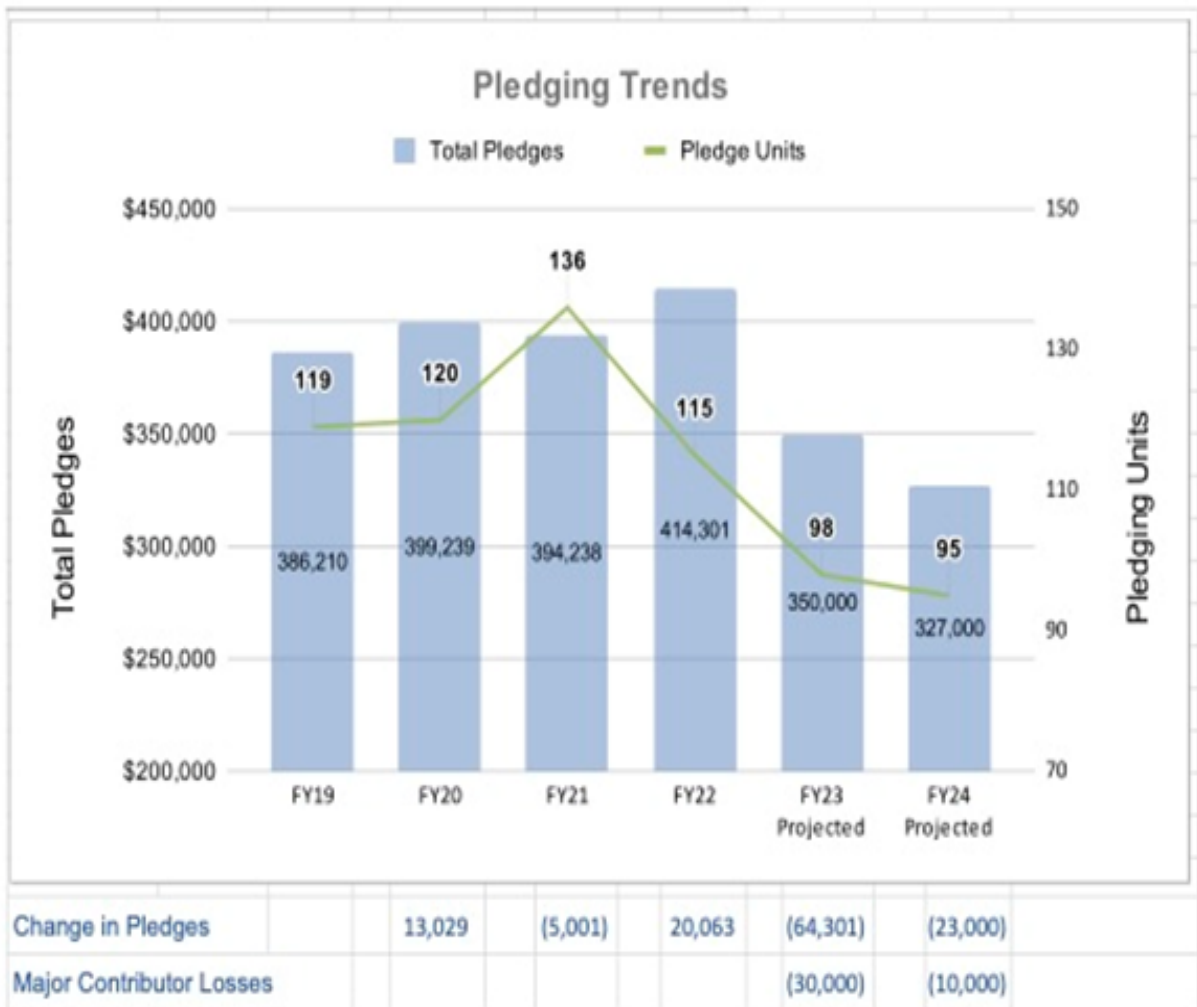 Pledging Trends
Total Pledges Pledge Units
$450,000
$400,000
$350,000
$300,000
$250,000
$200,000
Total Pledges
150
130
110
90
70
Pledging Units
119 120 136 115 98 95
386,210 399,239 394,238 414,301 350,000 327,000
FY19 FY20 FY21 FY22 FY23 FY24
Projected Projected
Change in Pledges 13,029 (5,001) 20,063 (64,301) (23,000)
Major Contributor Losses (30,000) (10,000)